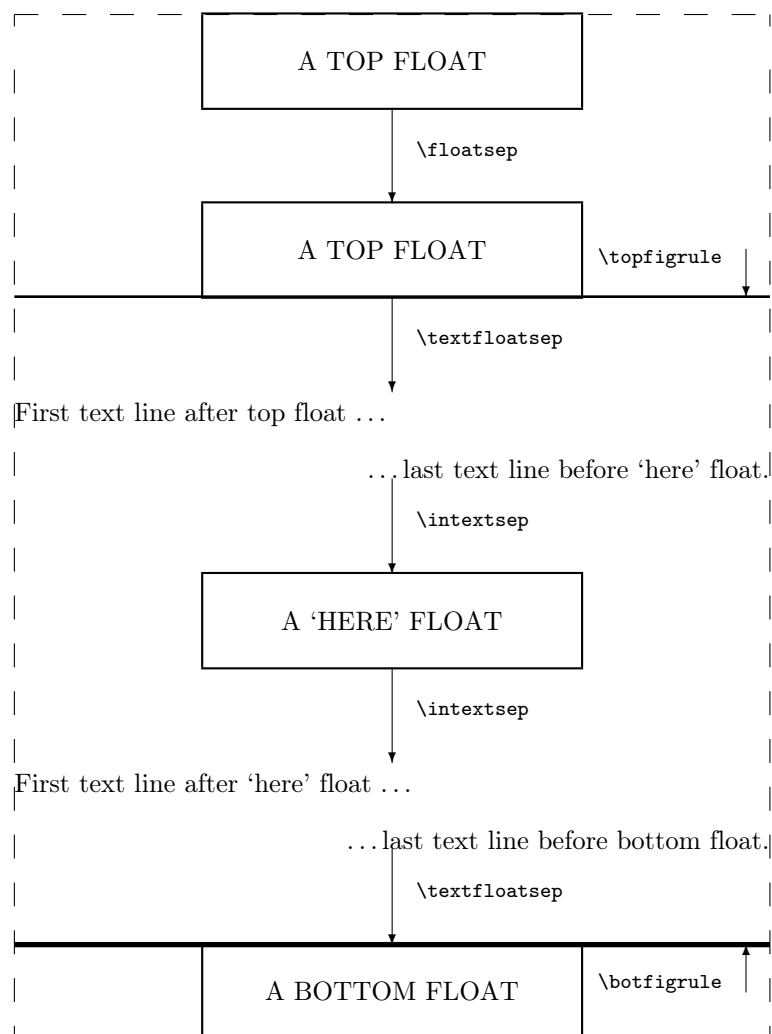 A TOP FLOAT
\floatsep
A TOP FLOAT
\topfigrule
\textfloatsep
First text line after top float . . .
. . . last text line before ‘here’ float.
\intextsep
A ‘HERE’ FLOAT
\intextsep
First text line after ‘here’ float . . .
. . . last text line before bottom float.
\textfloatsep
\botfigrule
A BOTTOM FLOAT